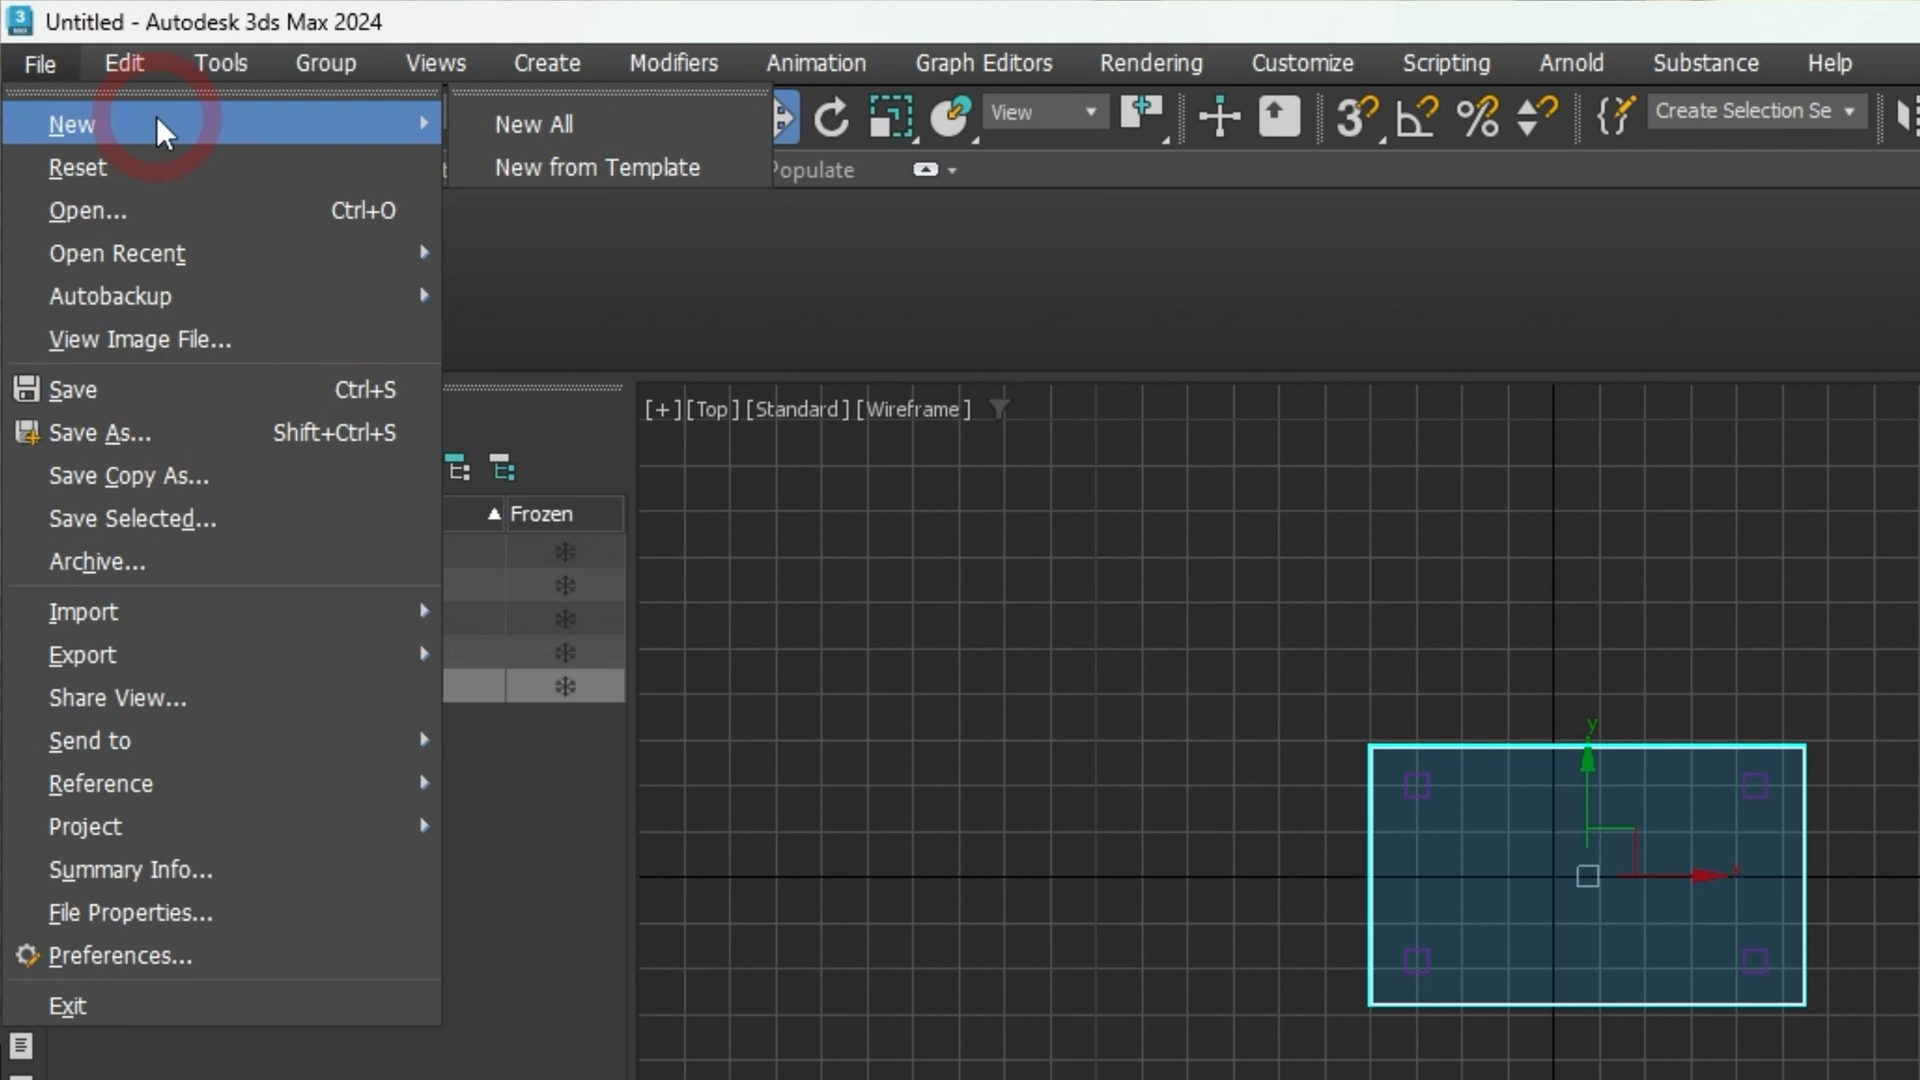 Untitled - Autodesk 3ds Max 2024
File Edit Tools Group Views Create Modifiers Animation Graph Editors Rendering Customize Scripting Arnold Substance Help
New
New All
View
Create Selection Se
Reset
New from Template
Populate
Open... Ctrl+O
Open Recent
Autobackup
View Image File...
Save Ctrl+S
Save As... Shift+Ctrl+S
[+] [Top] [Standard] [Wireframe]
Save Copy As...
Save Selected...
Frozen
Archive...
Import
Export
Share View...
Send to
y
Reference
Project
Summary Info...
x
File Properties...
Preferences...
Exit